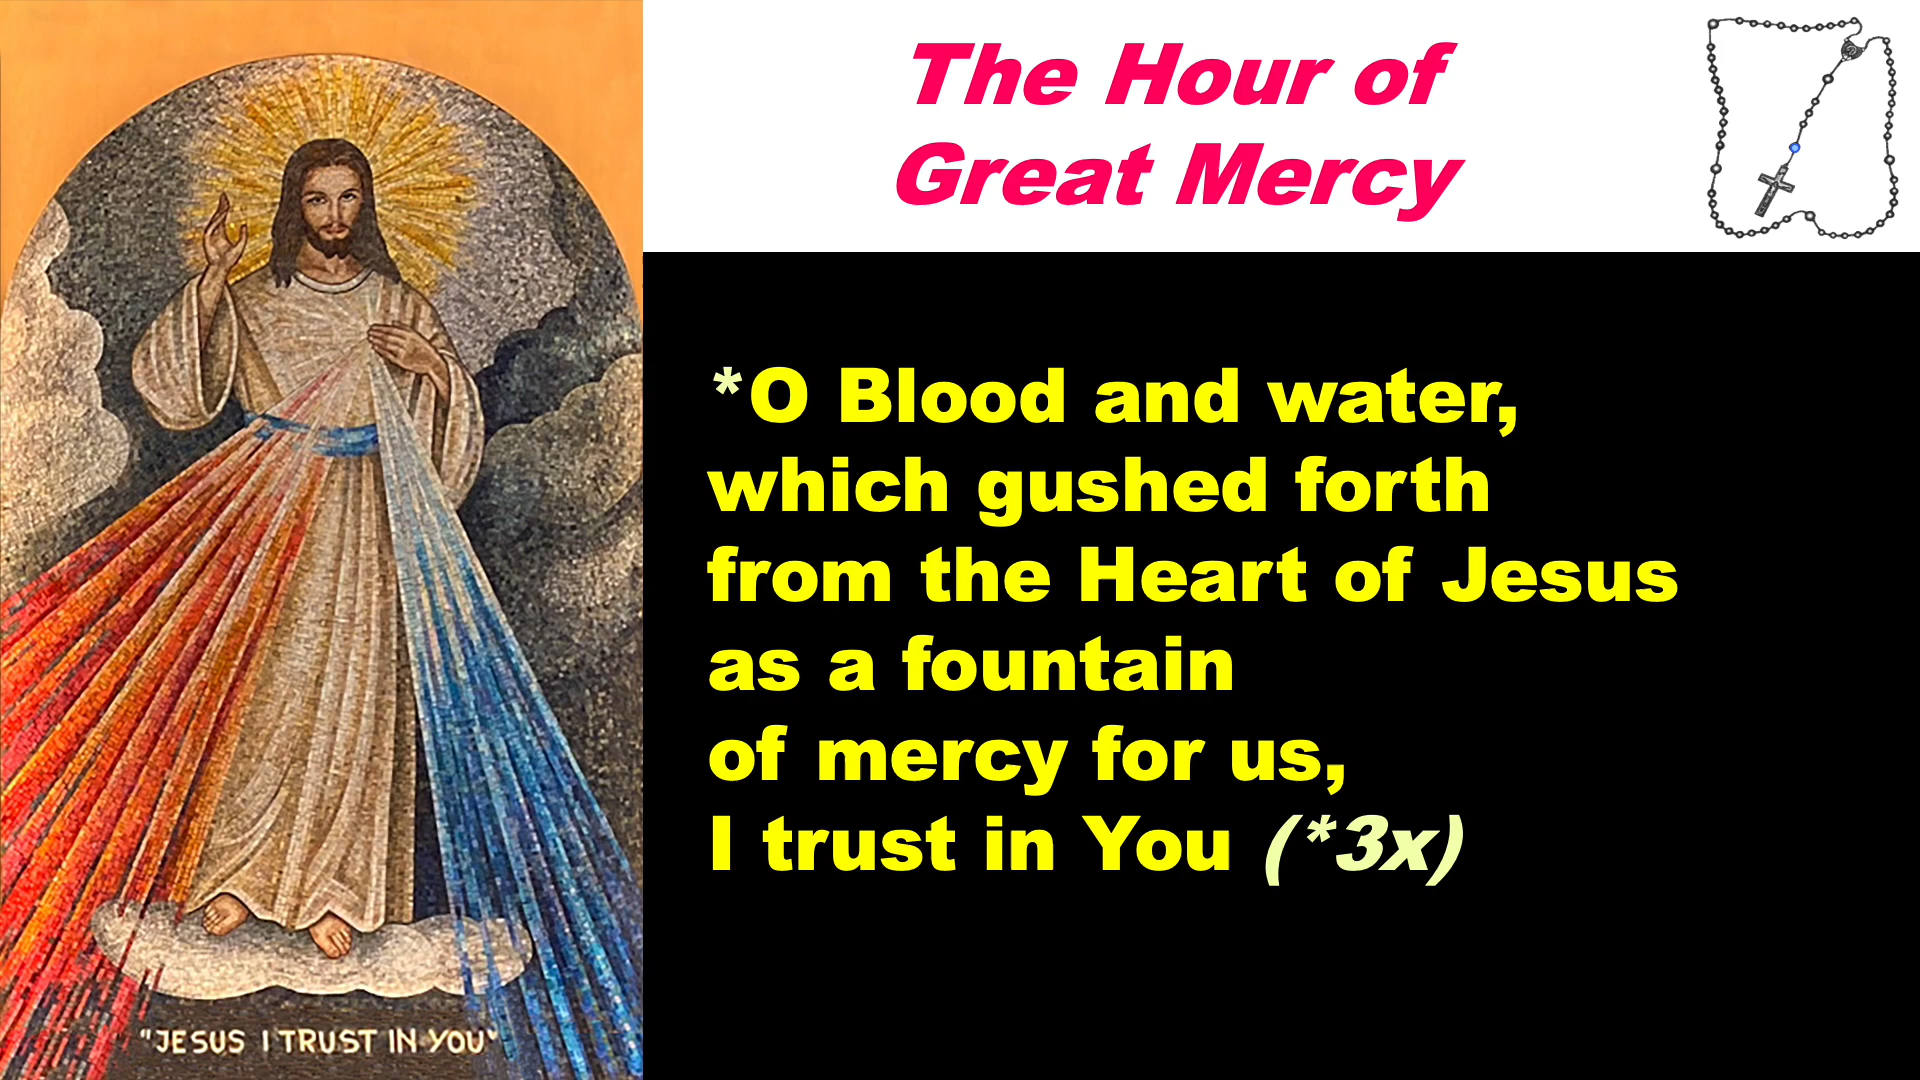 The Hour of
Great Mercy
*O Blood and water,
which gushed forth
from the Heart of Jesus
as a fountain
of mercy for us,
I trust in You (*3x)
"JESUS I TRUST IN YOU"